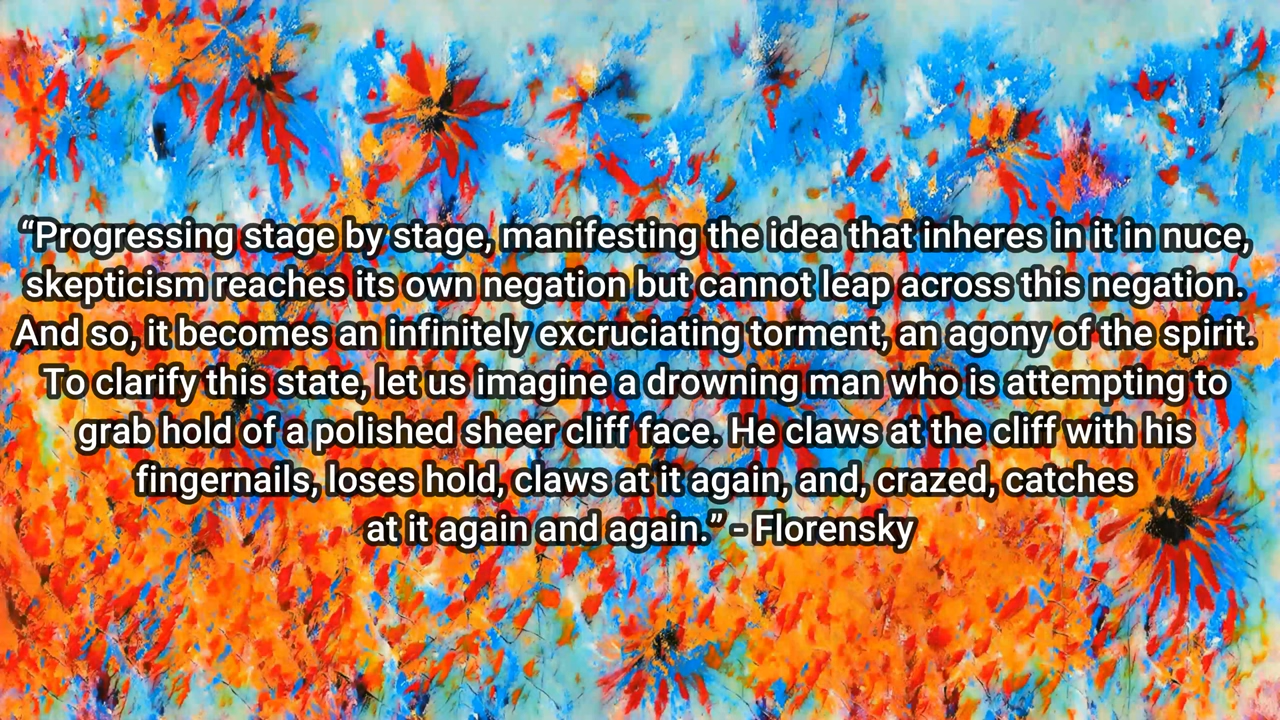 “Progressing stage by stage, manifesting the idea that inheres in it in nuce,
skepticism reaches its own negation but cannot leap across this negation.
And so, it becomes an infinitely excruciating torment, an agony of the spirit.
To clarify this state, let us imagine a drowning man who is attempting to
grab hold of a polished sheer cliff face. He claws at the cliff with his
fingernails, loses hold, claws at it again, and, crazed, catches
at it again and again.” - Florensky